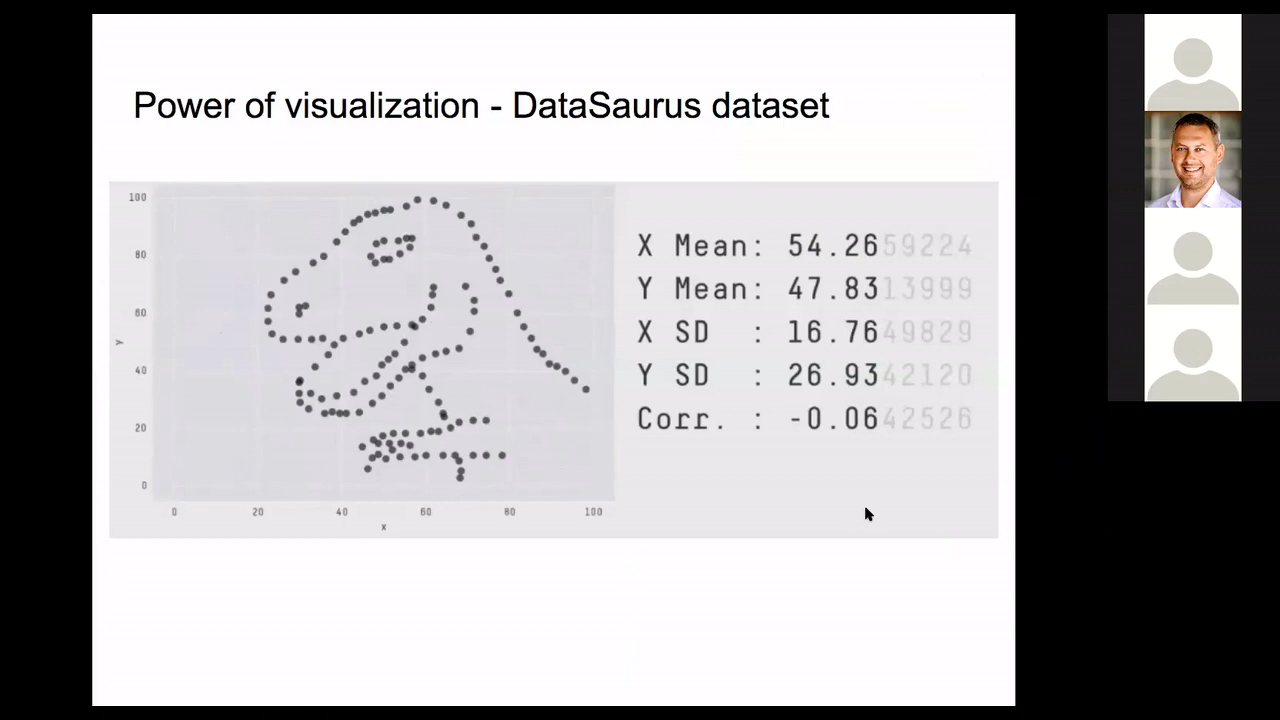 Power of visualization - DataSaurus dataset
100
80
60
40
20
0
Y
0 20 40 60 80 100
x
X Mean: 54.2659224
Y Mean: 47.8313999
X SD : 16.7649829
Y SD : 26.9342120
Corr. : -0.0642526